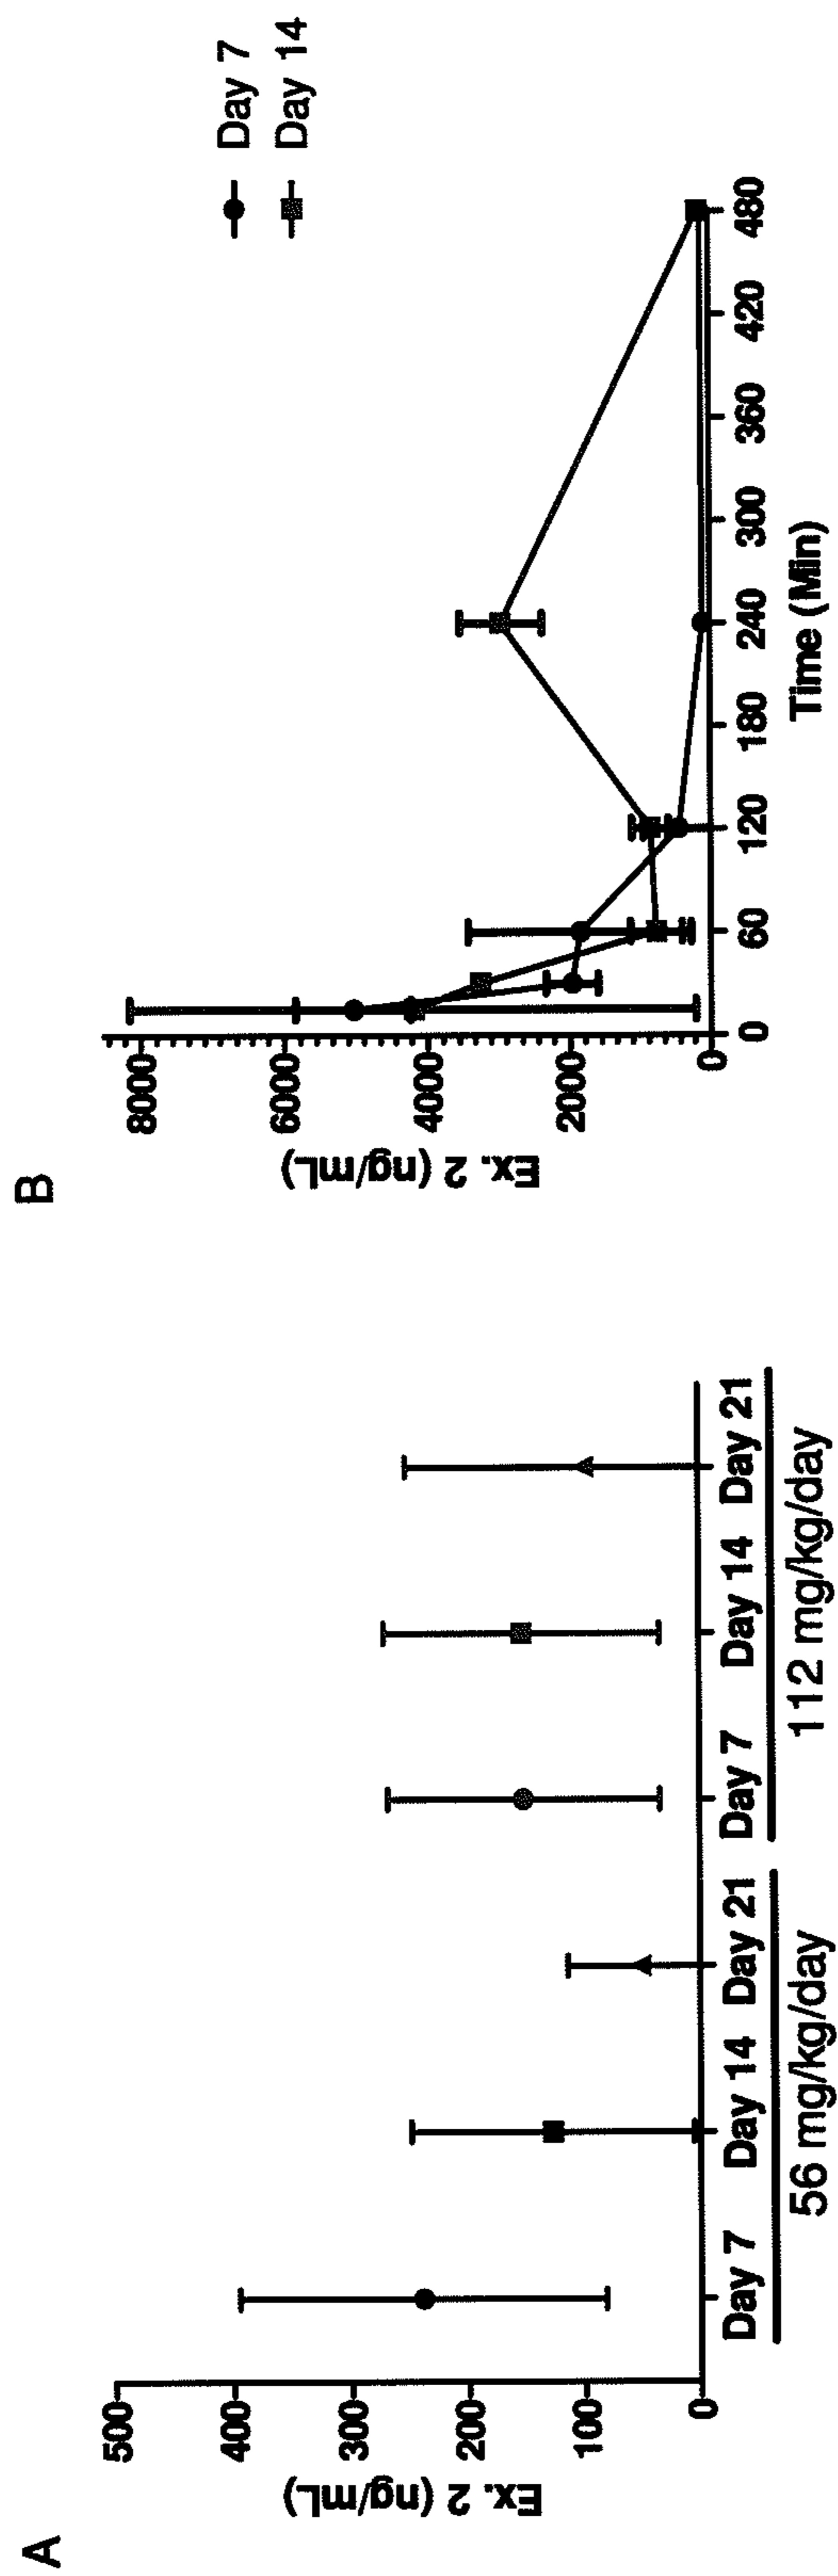 A
Ex. 2 (ng/mL)
500
400
300
200
100
0
Day 7
Day 14
Day 21
Day 7
Day 14
Day 21
56 mg/kg/day
112 mg/kg/day
B
Day 7
Day 14
Ex. 2 (ng/mL)
8000
6000
4000
2000
0
0
60
120
180
240
300
360
420
480
Time (Min)